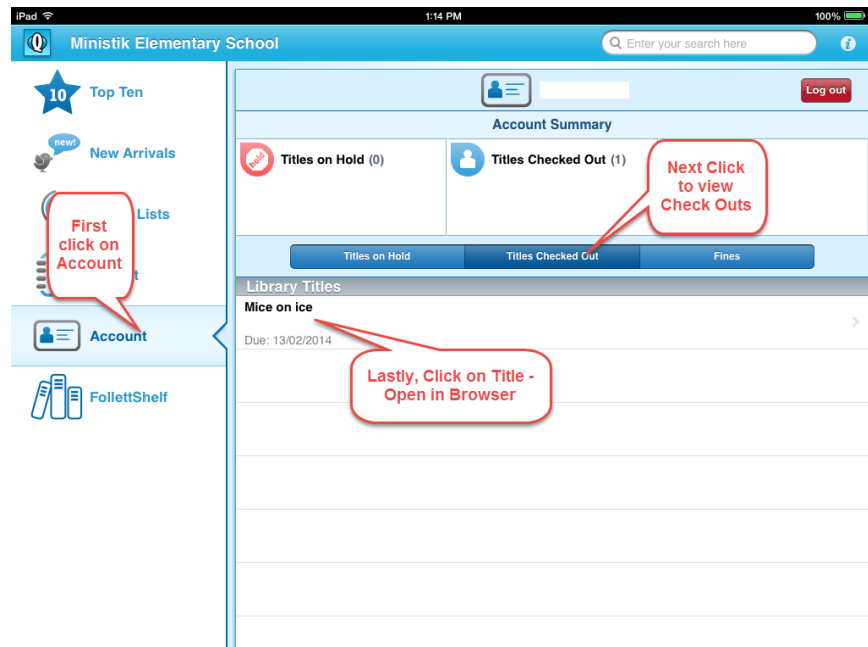 iPad 1:14 PM 100%
Ministik Elementary School
Enter your search here
10 Top Ten
Log out
Account Summary
new!
New Arrivals
hold Titles on Hold (0)
Titles Checked Out (1)
Next Click
to view
Check Outs
Lists
First
click on
Account
t
Titles on Hold Titles Checked Out Fines
Library Titles
Mice on ice
Due: 13/02/2014
Account
Lastly, Click on Title -
Open in Browser
FollettShelf